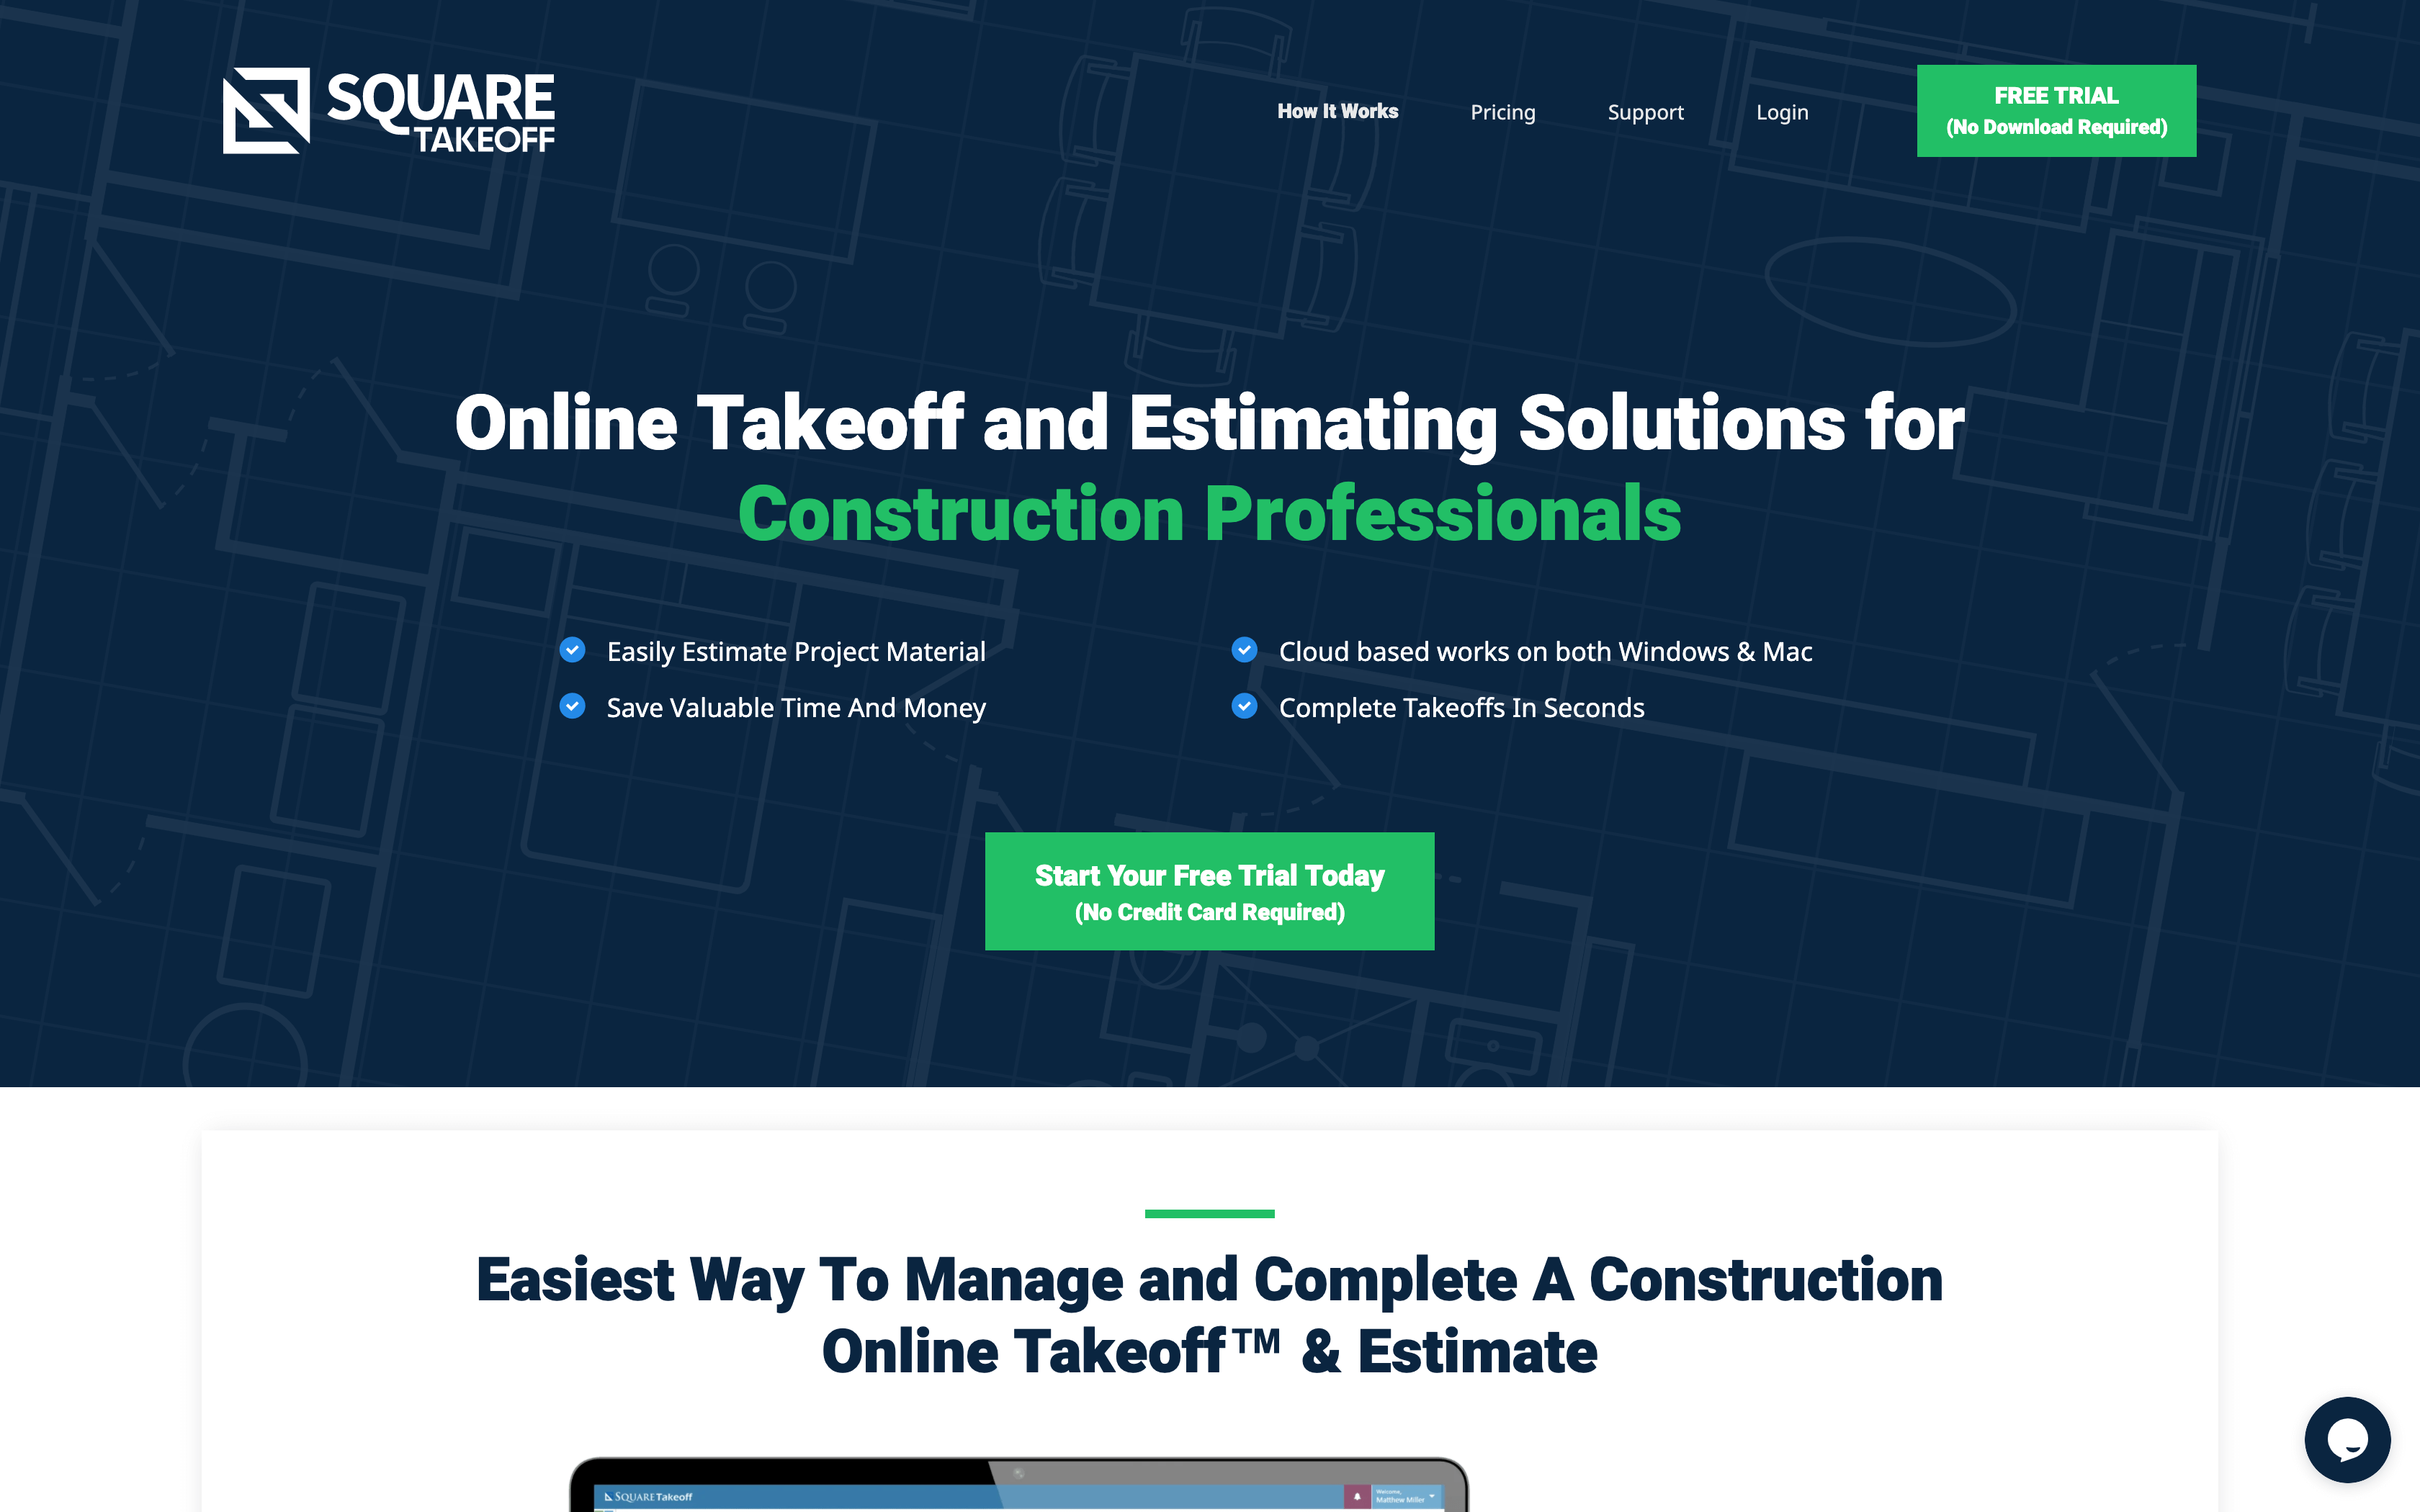 SQUARE
TAKEOFF
How It Works
Pricing
Support
Login
FREE TRIAL
(No Download Required)
Online Takeoff and Estimating Solutions for
Construction Professionals
Easily Estimate Project Material
Cloud based works on both Windows & Mac
Save Valuable Time And Money
Complete Takeoffs In Seconds
Start Your Free Trial Today
(No Credit Card Required)
Easiest Way To Manage and Complete A Construction
Online Takeoff™ & Estimate
SQUARE Takeoff
Welcome,
Matthew Miller